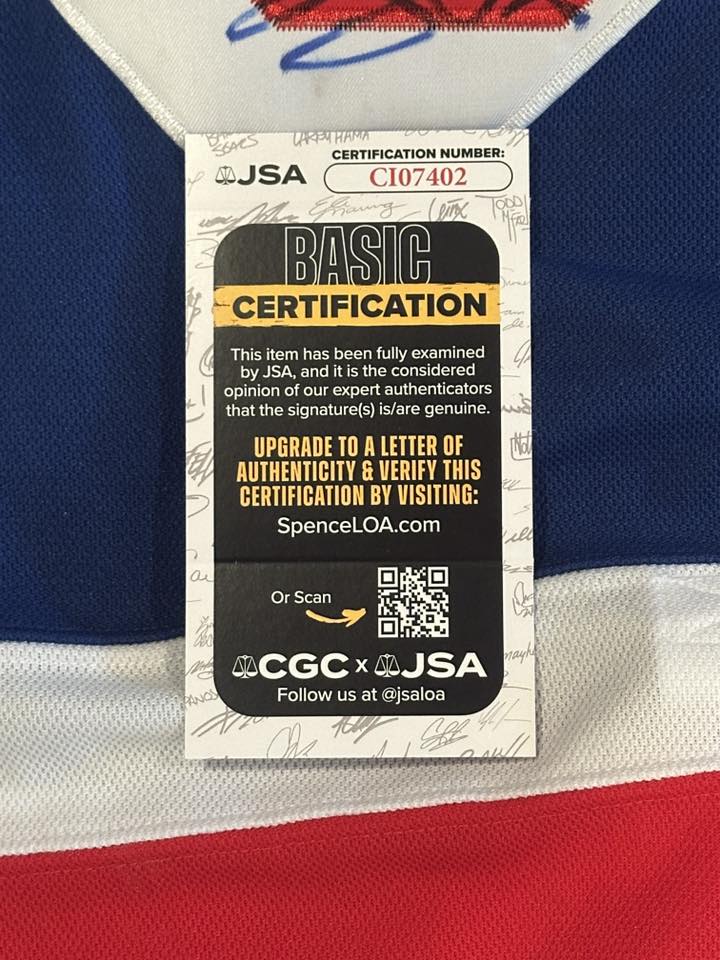 JSA
CERTIFICATION NUMBER:
CI07402
BASIC
CERTIFICATION
This item has been fully examined
by JSA, and it is the considered
opinion of our expert authenticators
that the signature(s) is/are genuine.
UPGRADE TO A LETTER OF
AUTHENTICITY & VERIFY THIS
CERTIFICATION BY VISITING:
SpenceLOA.com
Or Scan
CGC x JSA
Follow us at @jsaloa